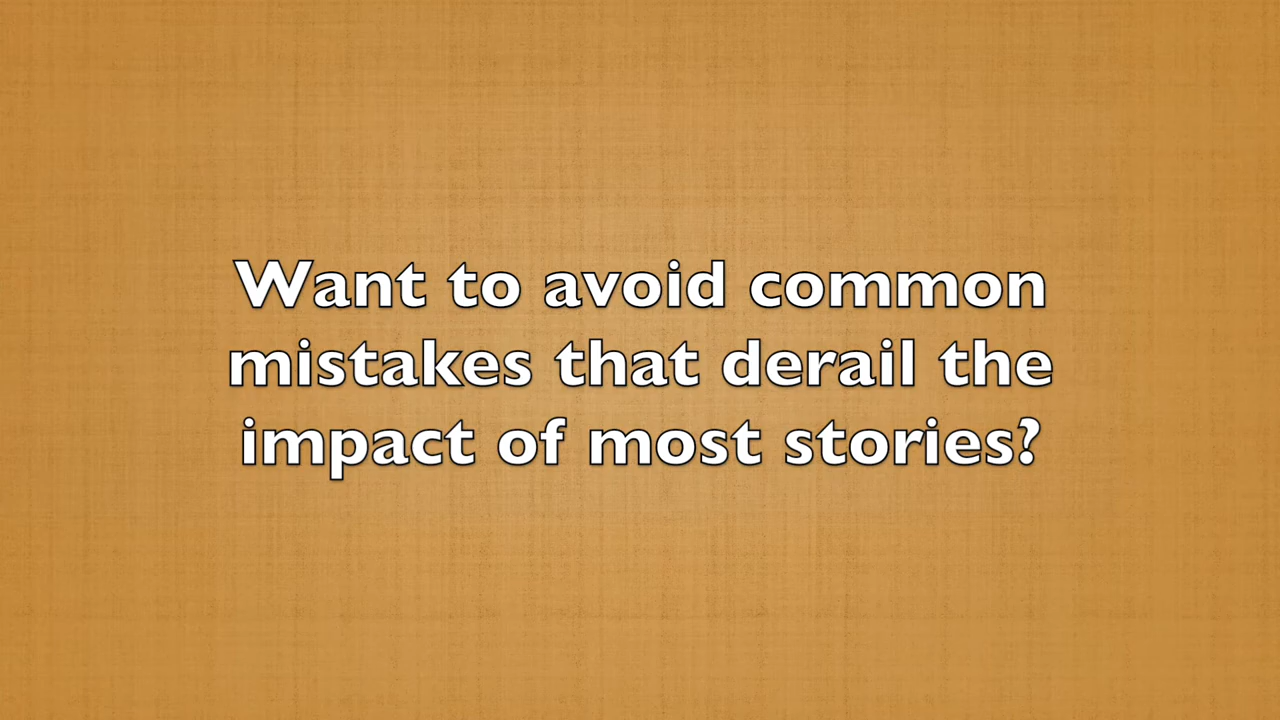 Want to avoid common
mistakes that derail the
impact of most stories?